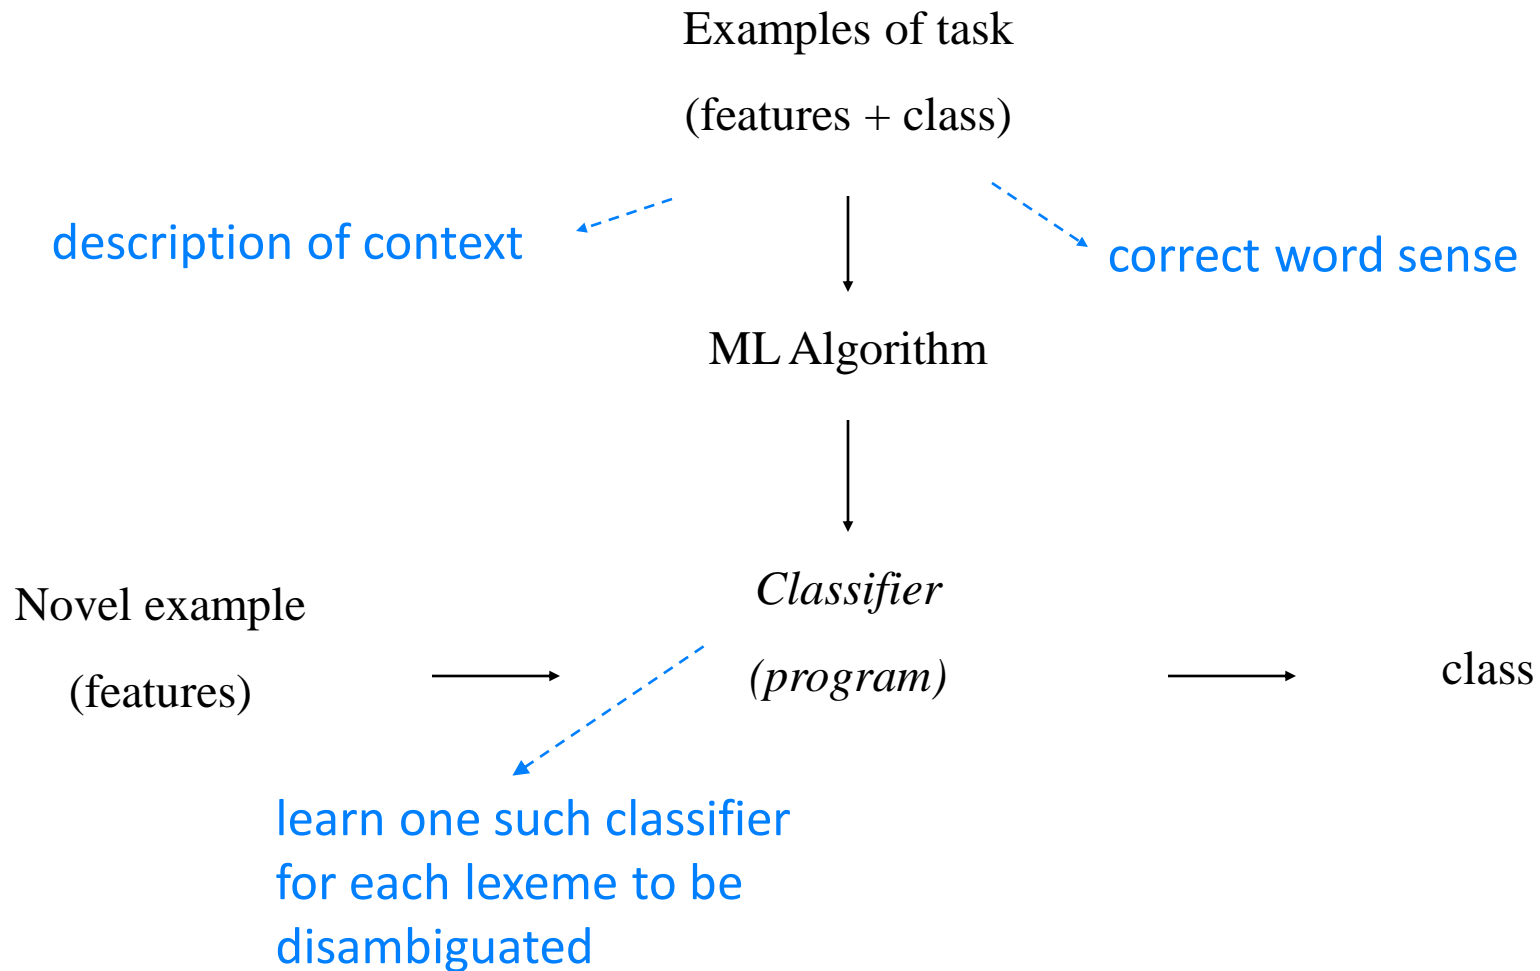 Examples of task
(features + class)
description of context
correct word sense
ML Algorithm
Novel example
(features)
Classifier
(program)
class
learn one such classifier
for each lexeme to be
disambiguated